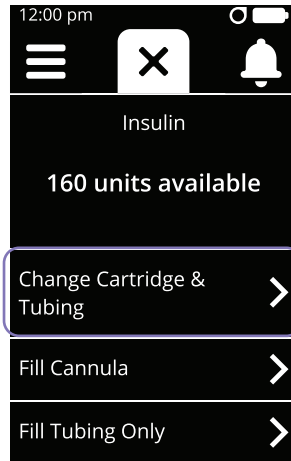 12:00 pm
Insulin
160 units available
Change Cartridge &
Tubing
Fill Cannula
Fill Tubing Only